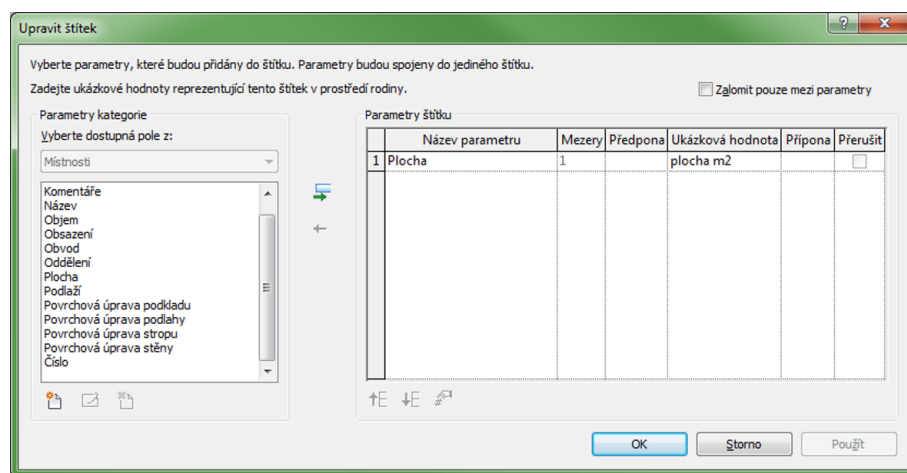 Upravit štítek
Vyberte parametry, které budou přidány do štítku. Parametry budou spojeny do jediného štítku.
Zadejte ukázkové hodnoty reprezentující tento štítek v prostředí rodiny.
Zalomit pouze mezi parametry
Parametry kategorie
Vyberte dostupná pole z:
Místnosti
Komentáře
Název
Objem
Obsazení
Obvod
Oddělení
Plocha
Podlaží
Povrchová úprava podkladu
Povrchová úprava podlahy
Povrchová úprava stropu
Povrchová úprava stěny
Číslo
Parametry štítku
Název parametru Mezery Předpona Ukázková hodnota Přípona Přerušit
1 Plocha 1 plocha m2
OK Storno Použít